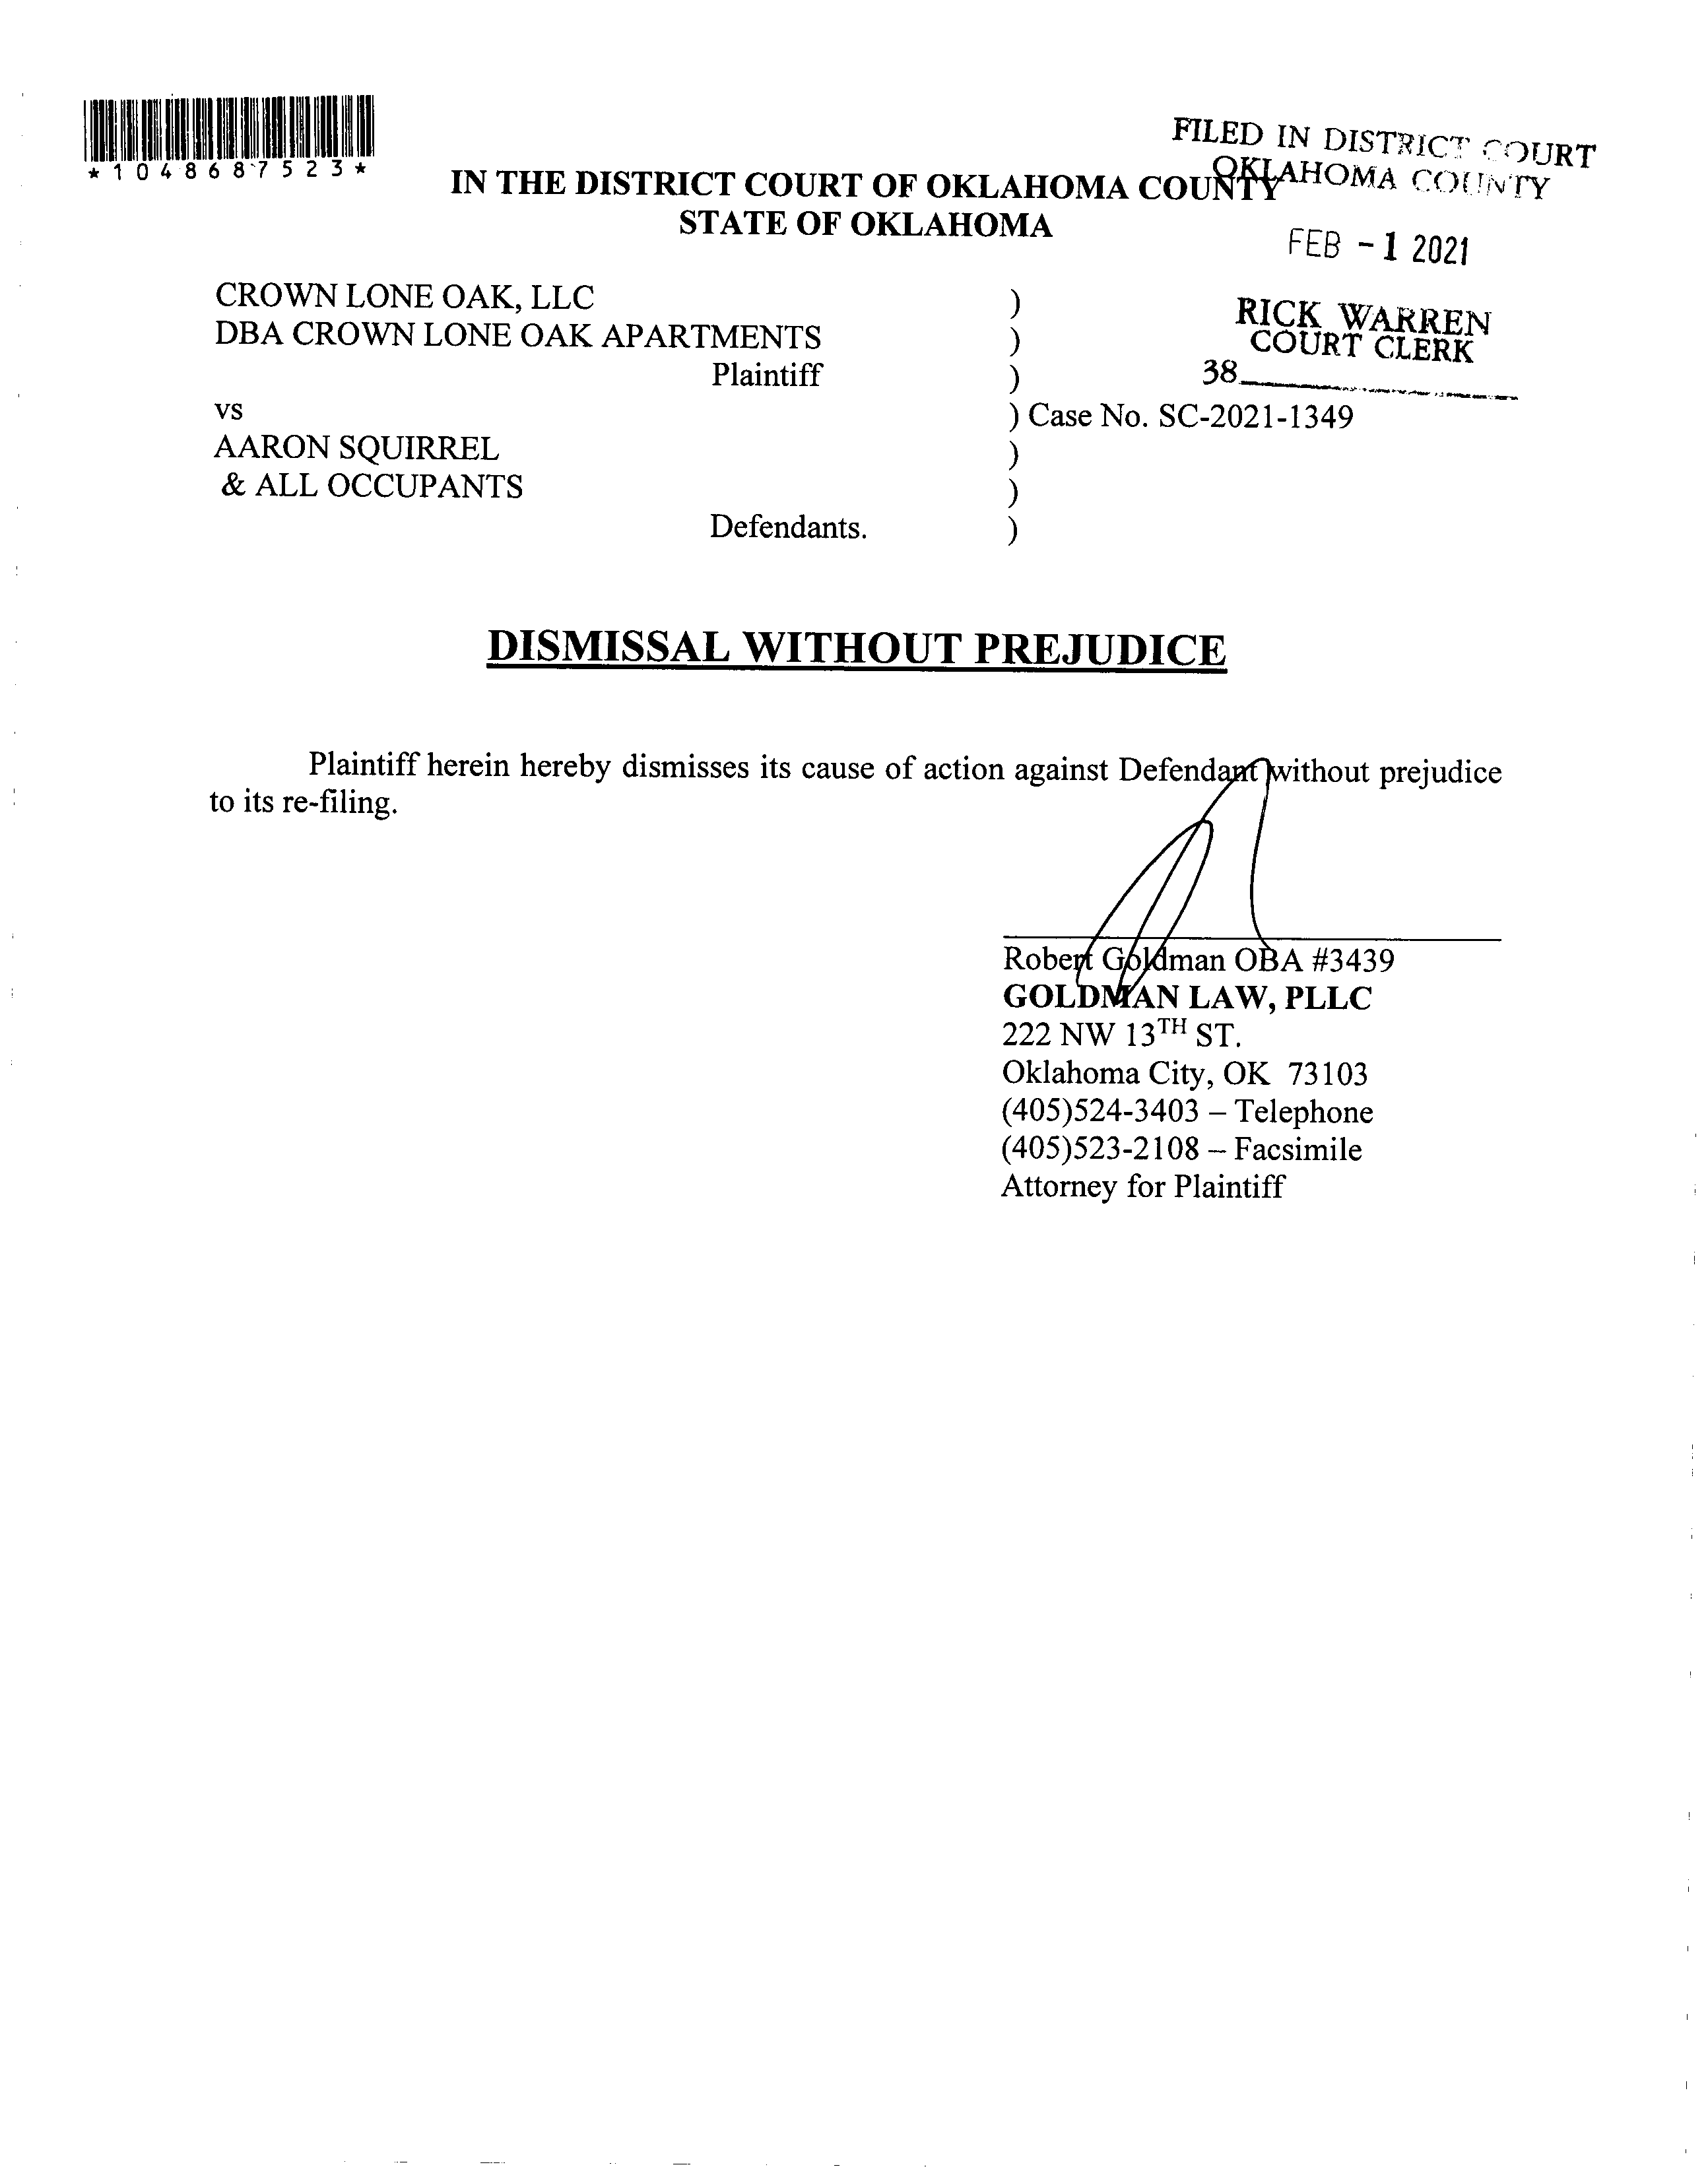 *1048687523*
FILED IN DISTRICT COURT
OKLAHOMA COUNTY
IN THE DISTRICT COURT OF OKLAHOMA COUNTY
STATE OF OKLAHOMA
FEB -1 2021
RICK WARREN
COURT CLERK
38
CROWN LONE OAK, LLC )
DBA CROWN LONE OAK APARTMENTS )
Plaintiff )
vs ) Case No. SC-2021-1349
AARON SQUIRREL )
& ALL OCCUPANTS )
Defendants. )
DISMISSAL WITHOUT PREJUDICE
Plaintiff herein hereby dismisses its cause of action against Defendant without prejudice
to its re-filing.
Robert Goldman OBA #3439
GOLDMAN LAW, PLLC
222 NW 13TH ST.
Oklahoma City, OK 73103
(405)524-3403 – Telephone
(405)523-2108 – Facsimile
Attorney for Plaintiff